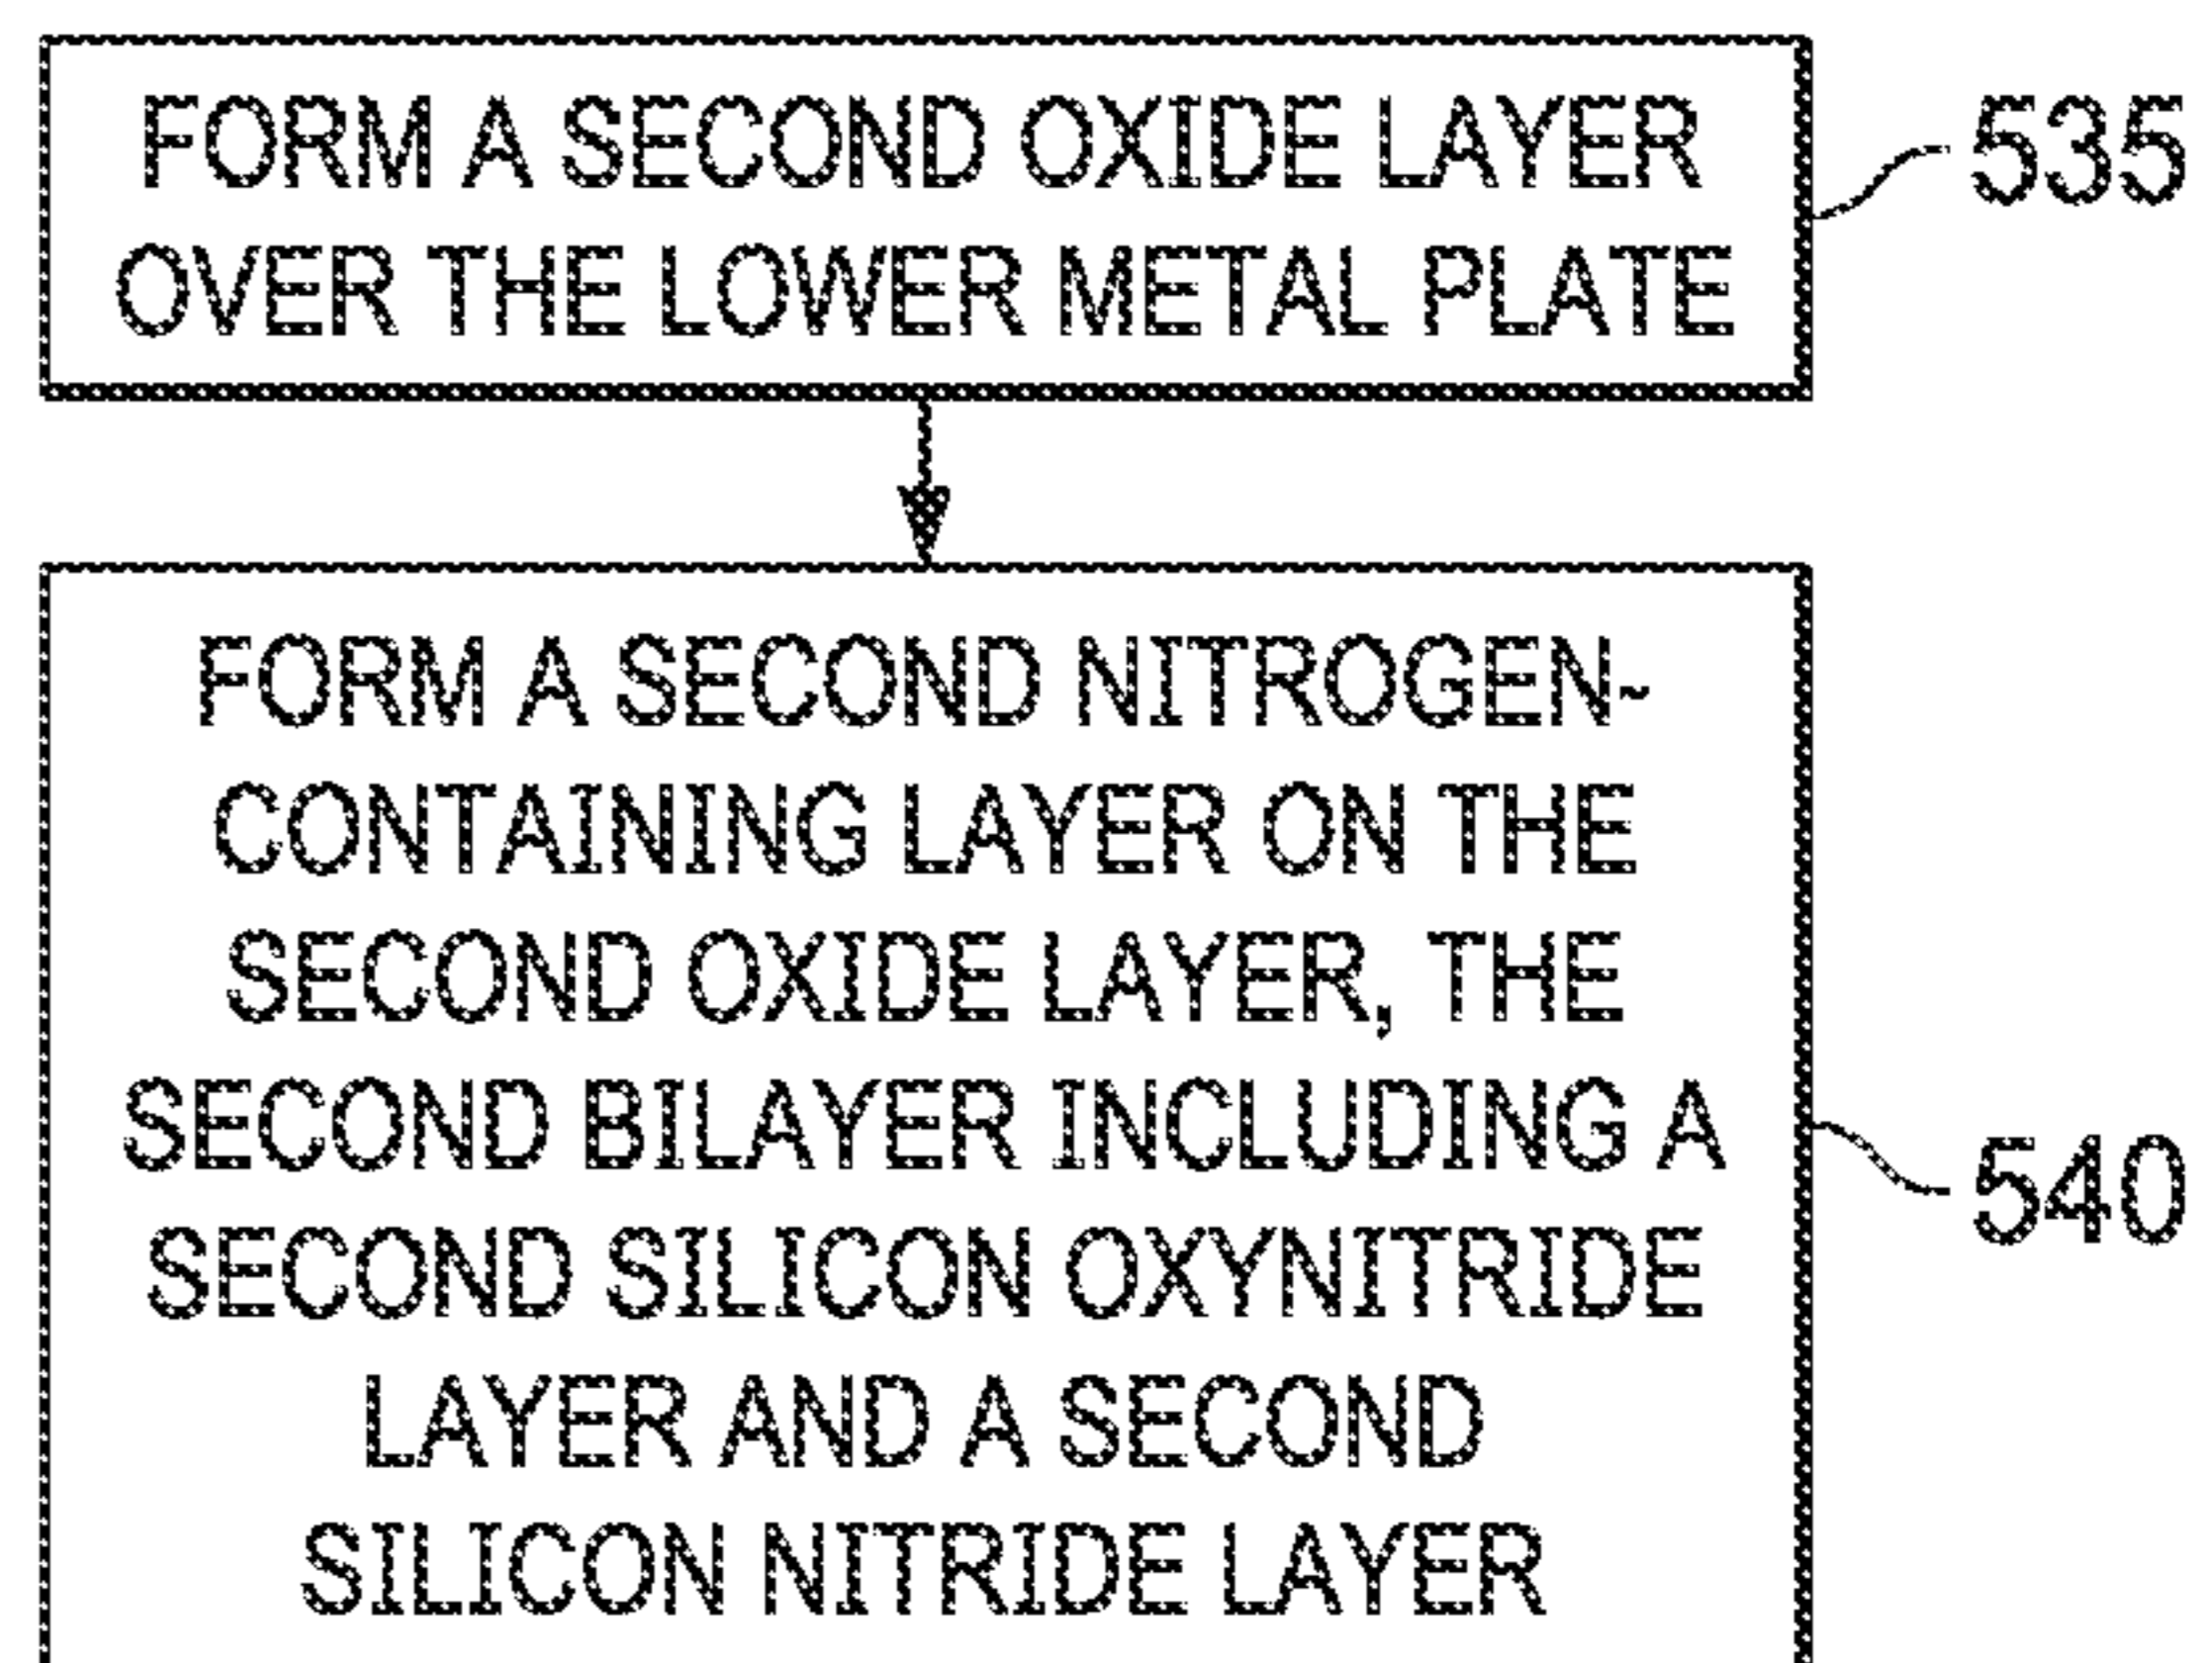 FORM A SECOND OXIDE LAYER
OVER THE LOWER METAL PLATE
535
FORM A SECOND NITROGEN-
CONTAINING LAYER ON THE
SECOND OXIDE LAYER, THE
SECOND BILAYER INCLUDING A
SECOND SILICON OXYNITRIDE
LAYER AND A SECOND
SILICON NITRIDE LAYER
540